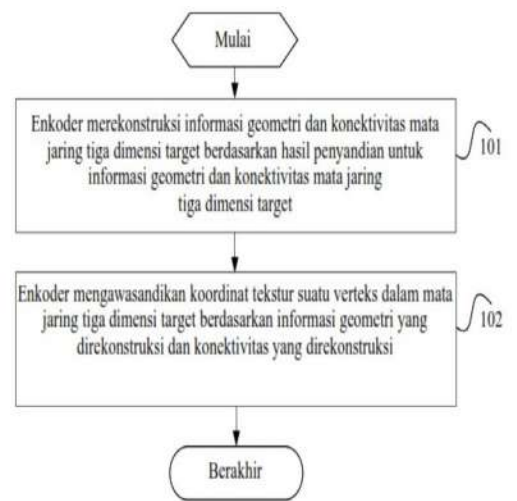 Mulai
Enkoder merekonstruksi informasi geometri dan konektivitas mata
jaring tiga dimensi target berdasarkan hasil penyandian untuk
informasi geometri dan konektivitas mata jaring
tiga dimensi target
101
Enkoder mengawasandikan koordinat tekstur suatu verteks dalam mata
jaring tiga dimensi target berdasarkan informasi geometri yang
direkonstruksi dan konektivitas yang direkonstruksi
102
Berakhir